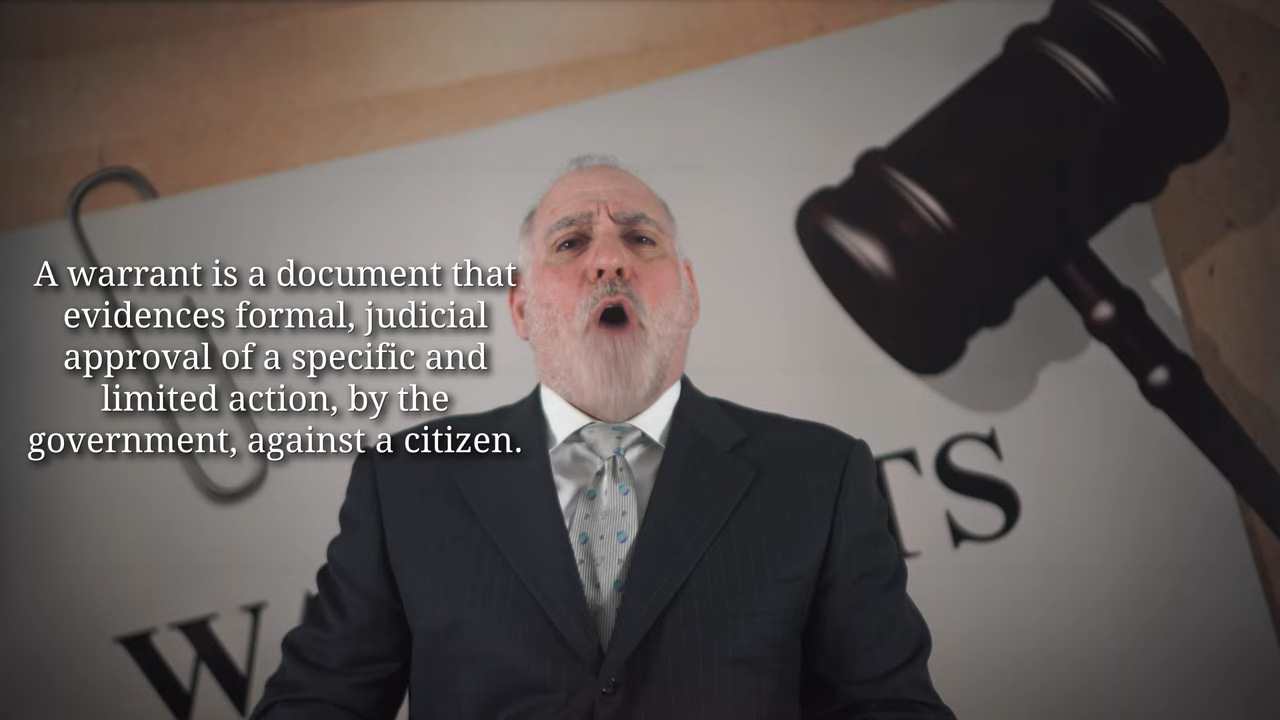 A warrant is a document that
evidences formal, judicial
approval of a specific and
limited action, by the
government, against a citizen.
W TS